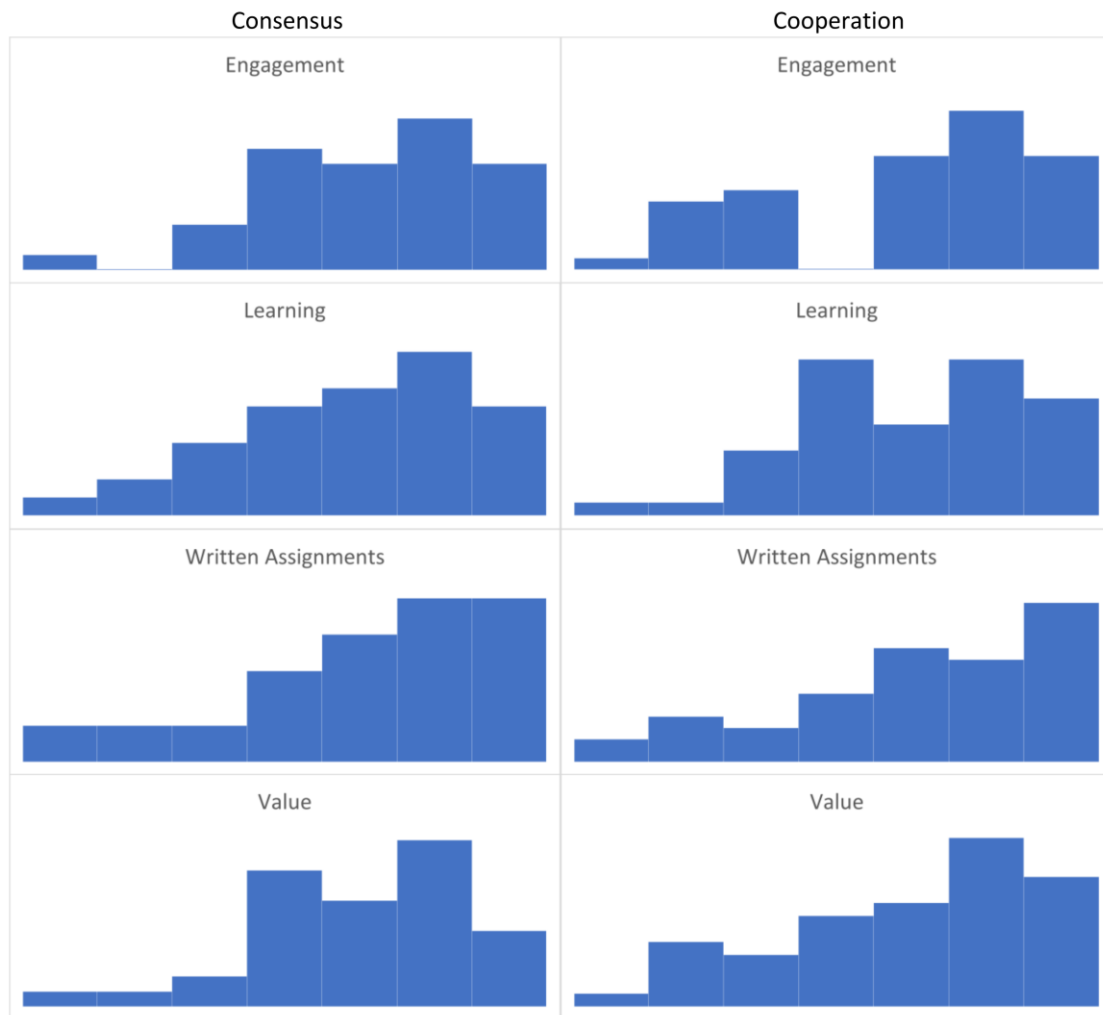 Consensus
Cooperation
Engagement
Engagement
Learning
Learning
Written Assignments
Written Assignments
Value
Value